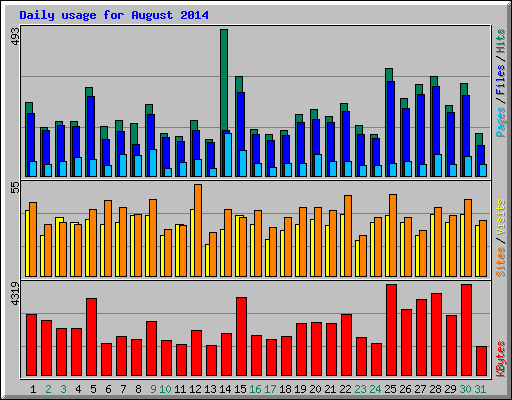 Daily usage for August 2014
493
Pages / Files / Hits
55
Sites / Visits
4319
KBytes
1 2 3 4 5 6 7 8 9 10 11 12 13 14 15 16 17 18 19 20 21 22 23 24 25 26 27 28 29 30 31